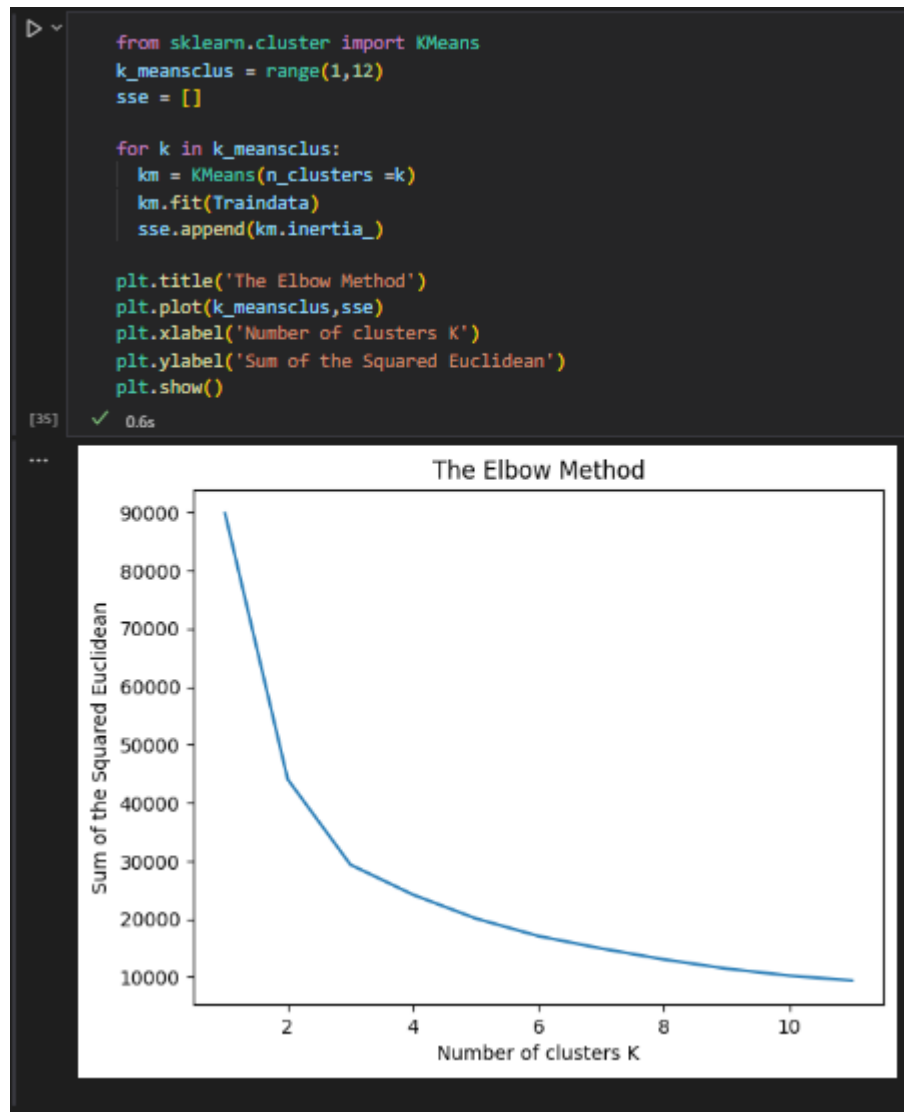 from sklearn.cluster import KMeans
k_meansclus = range(1,12)
sse = []
for k in k_meansclus:
km = KMeans(n_clusters =k)
km.fit(Traindata)
sse.append(km.inertia_)
plt.title('The Elbow Method')
plt.plot(k_meansclus,sse)
plt.xlabel('Number of clusters K')
plt.ylabel('Sum of the Squared Euclidean')
plt.show()
[35] ✓ 0.6s
...
The Elbow Method
Sum of the Squared Euclidean
90000
80000
70000
60000
50000
40000
30000
20000
10000
2 4 6 8 10
Number of clusters K